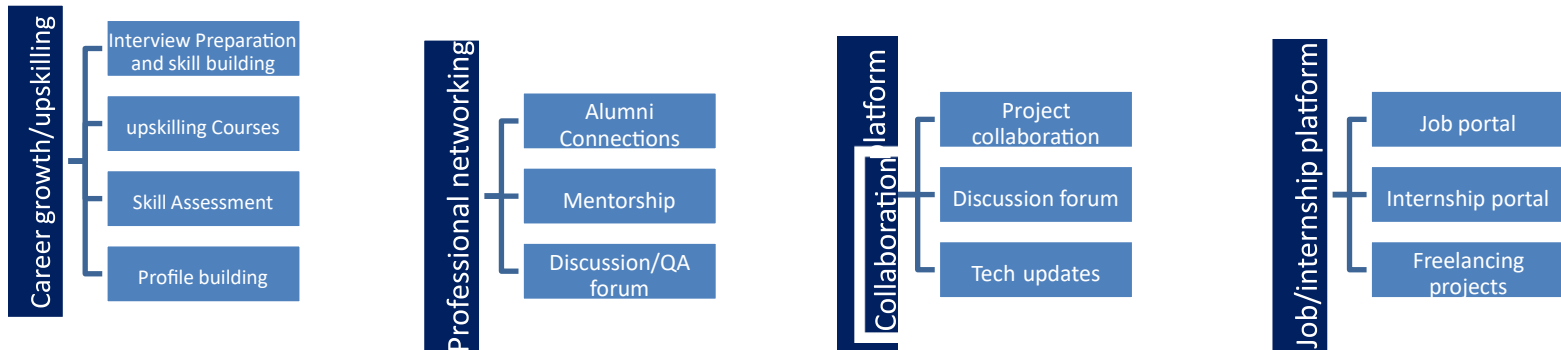 Career growth/upskilling
Interview Preparation
and skill building
upskilling Courses
Skill Assessment
Profile building
Professional networking
Alumni
Connections
Mentorship
Discussion/QA
forum
Collaboration platform
Project
collaboration
Discussion forum
Tech updates
Job/internship platform
Job portal
Internship portal
Freelancing
projects